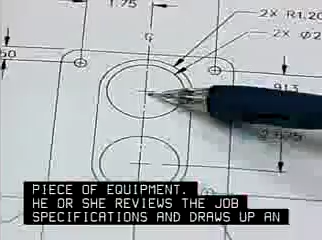 1.75
2X R1.20
2X Ø2
50
.913
2.625
PIECE OF EQUIPMENT.
HE OR SHE REVIEWS THE JOB
SPECIFICATIONS AND DRAWS UP AN